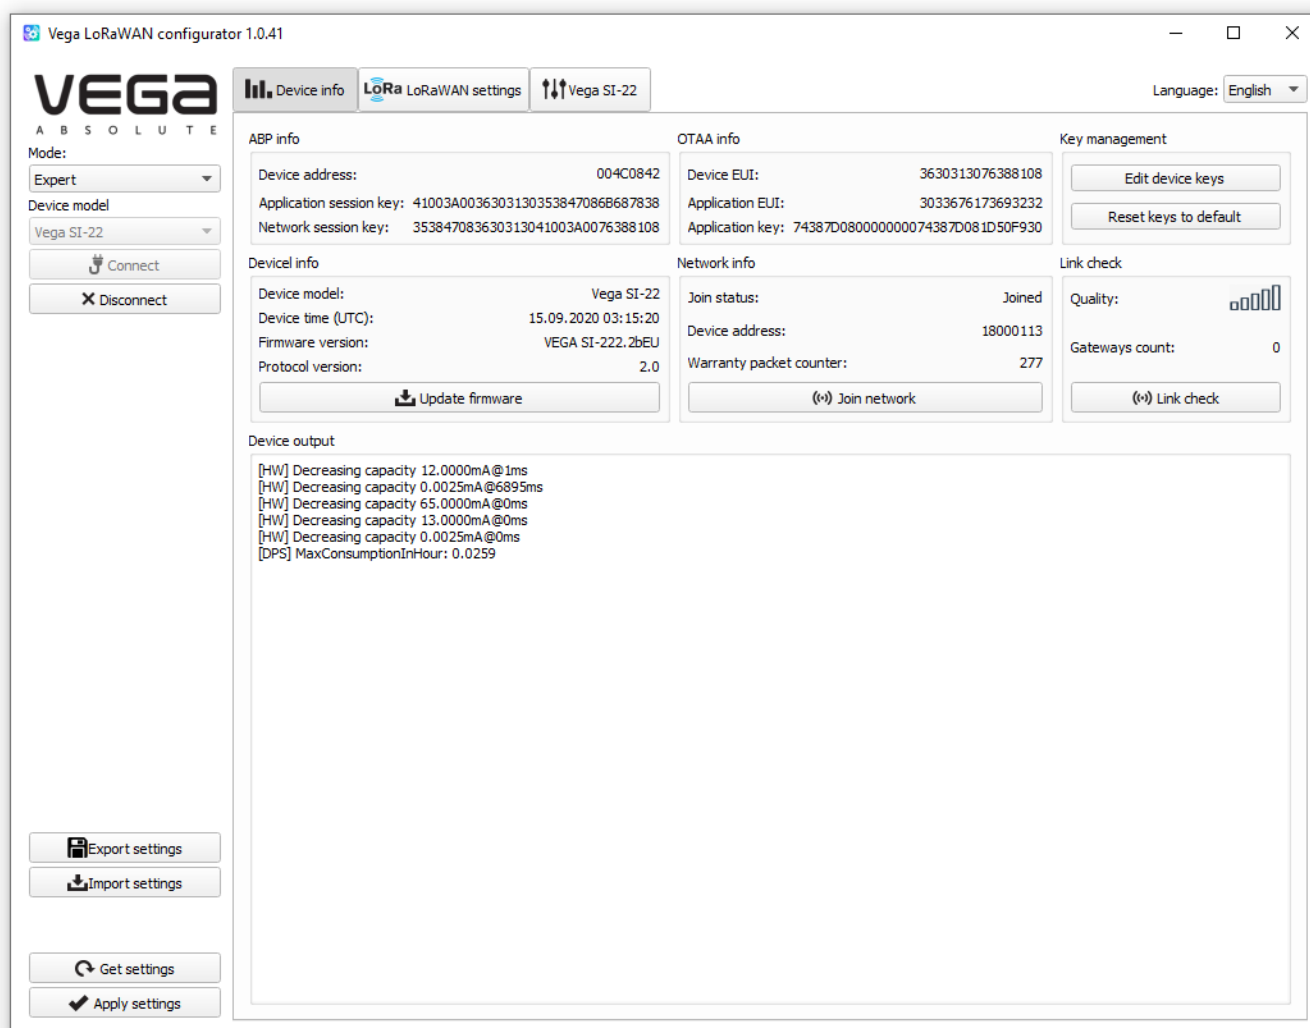 Vega LoRaWAN configurator 1.0.41
VEGA
ABSOLUTE
Mode:
Expert
Device model
Vega SI-22
Connect
Disconnect
Export settings
Import settings
Get settings
Apply settings
Device info
LoRa LoRaWAN settings
Vega SI-22
Language: English
ABP info
Device address: 004C0842
Application session key: 41003A0036303130353847086B687838
Network session key: 353847083630313041003A0076388108
OTAA info
Device EUI: 3630313076388108
Application EUI: 3033676173693232
Application key: 74387D080000000074387D081D50F930
Key management
Edit device keys
Reset keys to default
Devicel info
Device model: Vega SI-22
Device time (UTC): 15.09.2020 03:15:20
Firmware version: VEGA SI-222.2bEU
Protocol version: 2.0
Update firmware
Network info
Join status: Joined
Device address: 18000113
Warranty packet counter: 277
Join network
Link check
Quality:
Gateways count: 0
Link check
Device output
[HW] Decreasing capacity 12.0000mA@1ms
[HW] Decreasing capacity 0.0025mA@6895ms
[HW] Decreasing capacity 65.0000mA@0ms
[HW] Decreasing capacity 13.0000mA@0ms
[HW] Decreasing capacity 0.0025mA@0ms
[DPS] MaxConsumptionInHour: 0.0259